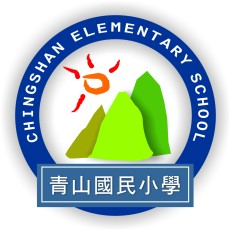 CHINGSHAN ELEMENTARY SCHOOL
青山國民小學